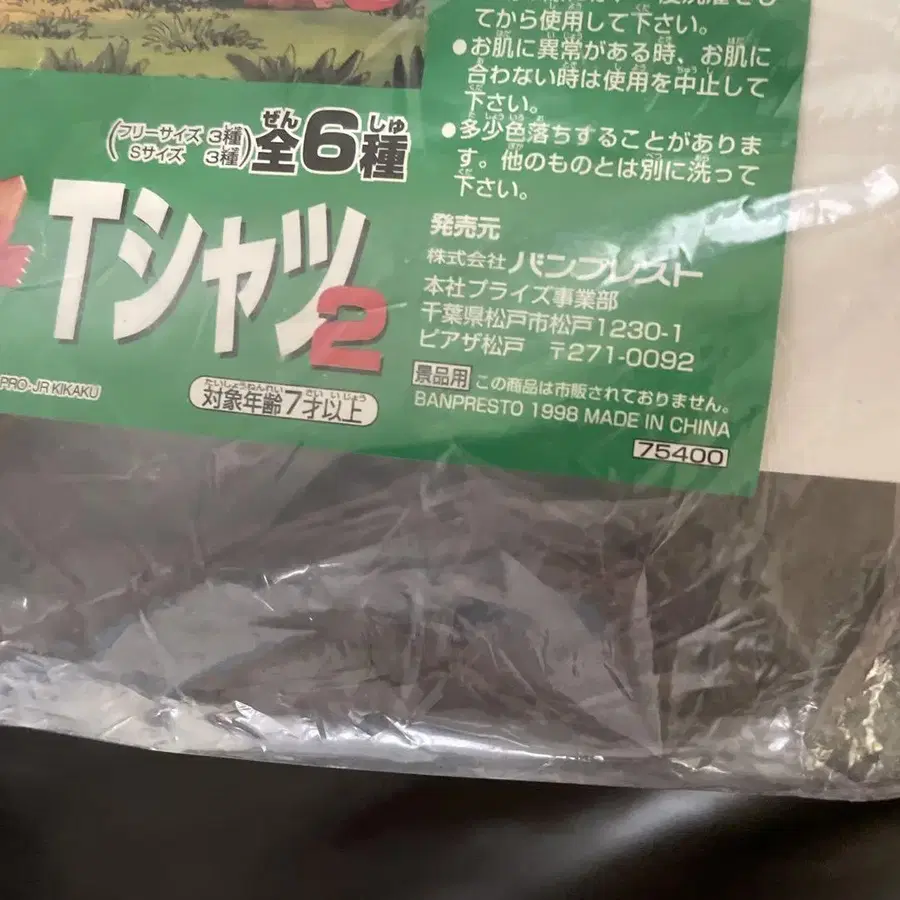 てから使用して下さい。
●お肌に異常がある時、お肌に
合わない時は使用を中止して
下さい。
●多少色落ちすることがありま
す。他のものとは別に洗って
下さい。
(フリーサイズ 3種
Sサイズ 3種)
全6種
Tシャツ2
発売元
株式会社 バンプレスト
本社プライズ事業部
千葉県松戸市松戸1230-1
ピアザ松戸 〒271-0092
景品用 この商品は市販されておりません。
BANPRESTO 1998 MADE IN CHINA
75400
PRO・JR KIKAKU
対象年齢7才以上